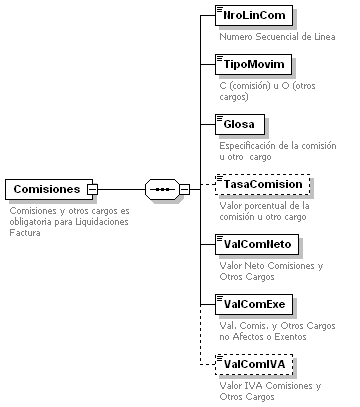 NroLinCom
Numero Secuencial de Linea
TipoMovim
C (comisión) u O (otros
cargos)
Glosa
Especificación de la comisión
u otro cargo
Comisiones
Comisiones y otros cargos es
obligatoria para Liquidaciones
Factura
TasaComision
Valor porcentual de la
comisión u otro cargo
ValComNeto
Valor Neto Comisiones y
Otros Cargos
ValComExe
Val. Comis. y Otros Cargos
no Afectos o Exentos
ValComIVA
Valor IVA Comisiones y
Otros Cargos